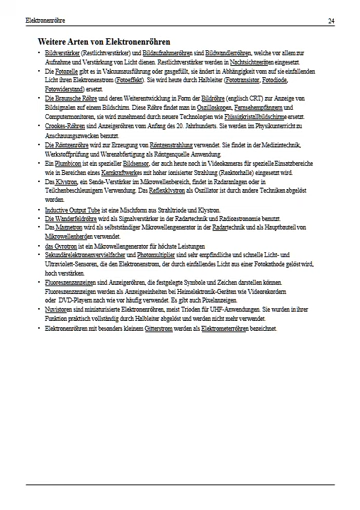 Elektronenröhre 24
Weitere Arten von Elektronenröhren
• Bildverstärker (Restlichtverstärker) und Bildaufnahmeröhren sind Bildwandlerröhren, welche vor allem zur
Aufnahme und Verstärkung von Licht dienen. Restlichtverstärker werden in Nachtsichtgeräten eingesetzt.
• Die Fotozelle gibt es in Vakuumausführung oder gasgefüllt, sie ändert in Abhängigkeit vom auf sie einfallenden
Licht ihren Elektronenstrom (Fotoeffekt). Sie wird heute durch Halbleiter (Fototransistor, Fotodiode,
Fotowiderstand) ersetzt.
• Die Braunsche Röhre und deren Weiterentwicklung in Form der Bildröhre (englisch CRT) zur Anzeige von
Bildsignalen auf einem Bildschirm. Diese Röhre findet man in Oszilloskopen, Fernsehempfängern und
Computermonitoren, sie wird zunehmend durch neuere Technologien wie Flüssigkristallbildschirme ersetzt.
• Crookes-Röhren sind Anzeigeröhren vom Anfang des 20. Jahrhunderts. Sie werden im Physikunterricht zu
Anschauungszwecken benutzt.
• Die Röntgenröhre wird zur Erzeugung von Röntgenstrahlung verwendet. Sie findet in der Medizintechnik,
Werkstoffprüfung und Warenabfertigung als Röntgenquelle Anwendung.
• Ein Plumbicon ist ein spezieller Bildsensor, der auch heute noch in Videokameras für spezielle Einsatzbereiche
wie in Bereichen eines Kernkraftwerkes mit hoher ionisierter Strahlung (Reaktorhalle) eingesetzt wird.
• Das Klystron, ein Sende-Verstärker im Mikrowellenbereich, findet in Radaranlagen oder in
Teilchenbeschleunigern Verwendung. Das Reflexklystron als Oszillator ist durch andere Techniken abgelöst
worden.
• Inductive Output Tube ist eine Mischform aus Strahltriode und Klystron.
• Die Wanderfeldröhre wird als Signalverstärker in der Radartechnik und Radioastronomie benutzt.
• Das Magnetron wird als selbstständiger Mikrowellengenerator in der Radartechnik und als Hauptbauteil von
Mikrowellenherden verwendet.
• das Gyrotron ist ein Mikrowellengenerator für höchste Leistungen
• Sekundärelektronenvervielfacher und Photomultiplier sind sehr empfindliche und schnelle Licht- und
Ultraviolett-Sensoren, die den Elektronenstrom, der durch einfallendes Licht aus einer Fotokathode gelöst wird,
hoch verstärken.
• Fluoreszenzanzeigen sind Anzeigeröhren, die festgelegte Symbole und Zeichen darstellen können.
Fluoreszenzanzeigen werden als Anzeigeeinheiten bei Heimelektronik-Geräten wie Videorekordern
oder DVD-Playern nach wie vor häufig verwendet. Es gibt auch Pixelanzeigen.
• Nuvistoren sind miniaturisierte Elektronenröhren, meist Trioden für UHF-Anwendungen. Sie wurden in ihrer
Funktion praktisch vollständig durch Halbleiter abgelöst und werden nicht mehr verwendet.
• Elektronenröhren mit besonders kleinem Gitterstrom werden als Elektrometerröhren bezeichnet.